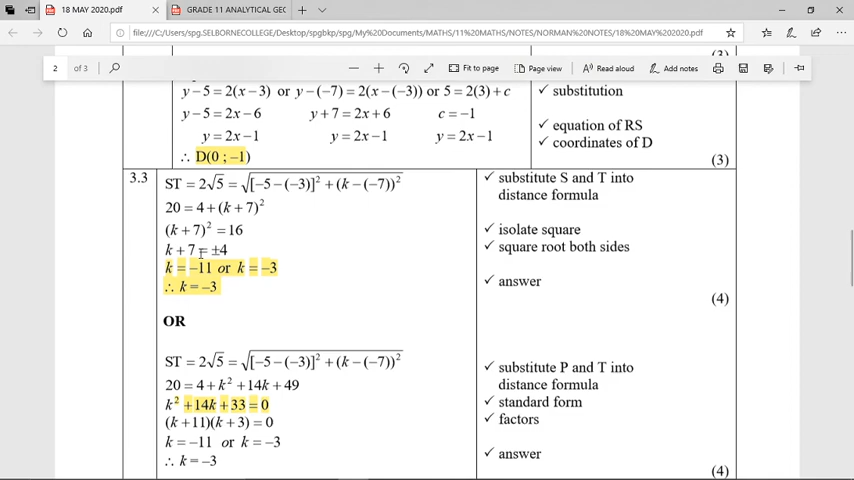 18 MAY 2020.pdf
GRADE 11 ANALYTICAL GEO
file:///C:/Users/spg.SELBORNECOLLEGE/Desktop/spgbkp/spg/My%20Documents/MATHS/11%20MATHS/NOTES/NORMAN%20NOTES/18%20MAY%202020.pdf
2 of 3 Fit to page Page view Read aloud Add notes
(3)
y − 5 = 2(x − 3) or y − (−7) = 2(x − (−3)) or 5 = 2(3) + c ✓ substitution
y − 5 = 2x − 6 y + 7 = 2x + 6 c = −1
y = 2x − 1 y = 2x − 1 y = 2x − 1 ✓ equation of RS
∴ D(0 ; −1) ✓ coordinates of D
(3)
3.3 ST = 2√5 = √([−5 − (−3)]² + (k − (−7))²) ✓ substitute S and T into
distance formula
20 = 4 + (k + 7)²
(k + 7)² = 16 ✓ isolate square
k + 7 = ±4 ✓ square root both sides
k = −11 or k = −3
∴ k = −3 ✓ answer
(4)
OR
ST = 2√5 = √([−5 − (−3)]² + (k − (−7))²) ✓ substitute P and T into
20 = 4 + k² + 14k + 49 distance formula
k² + 14k + 33 = 0 ✓ standard form
(k + 11)(k + 3) = 0 ✓ factors
k = −11 or k = −3
∴ k = −3 ✓ answer
(4)